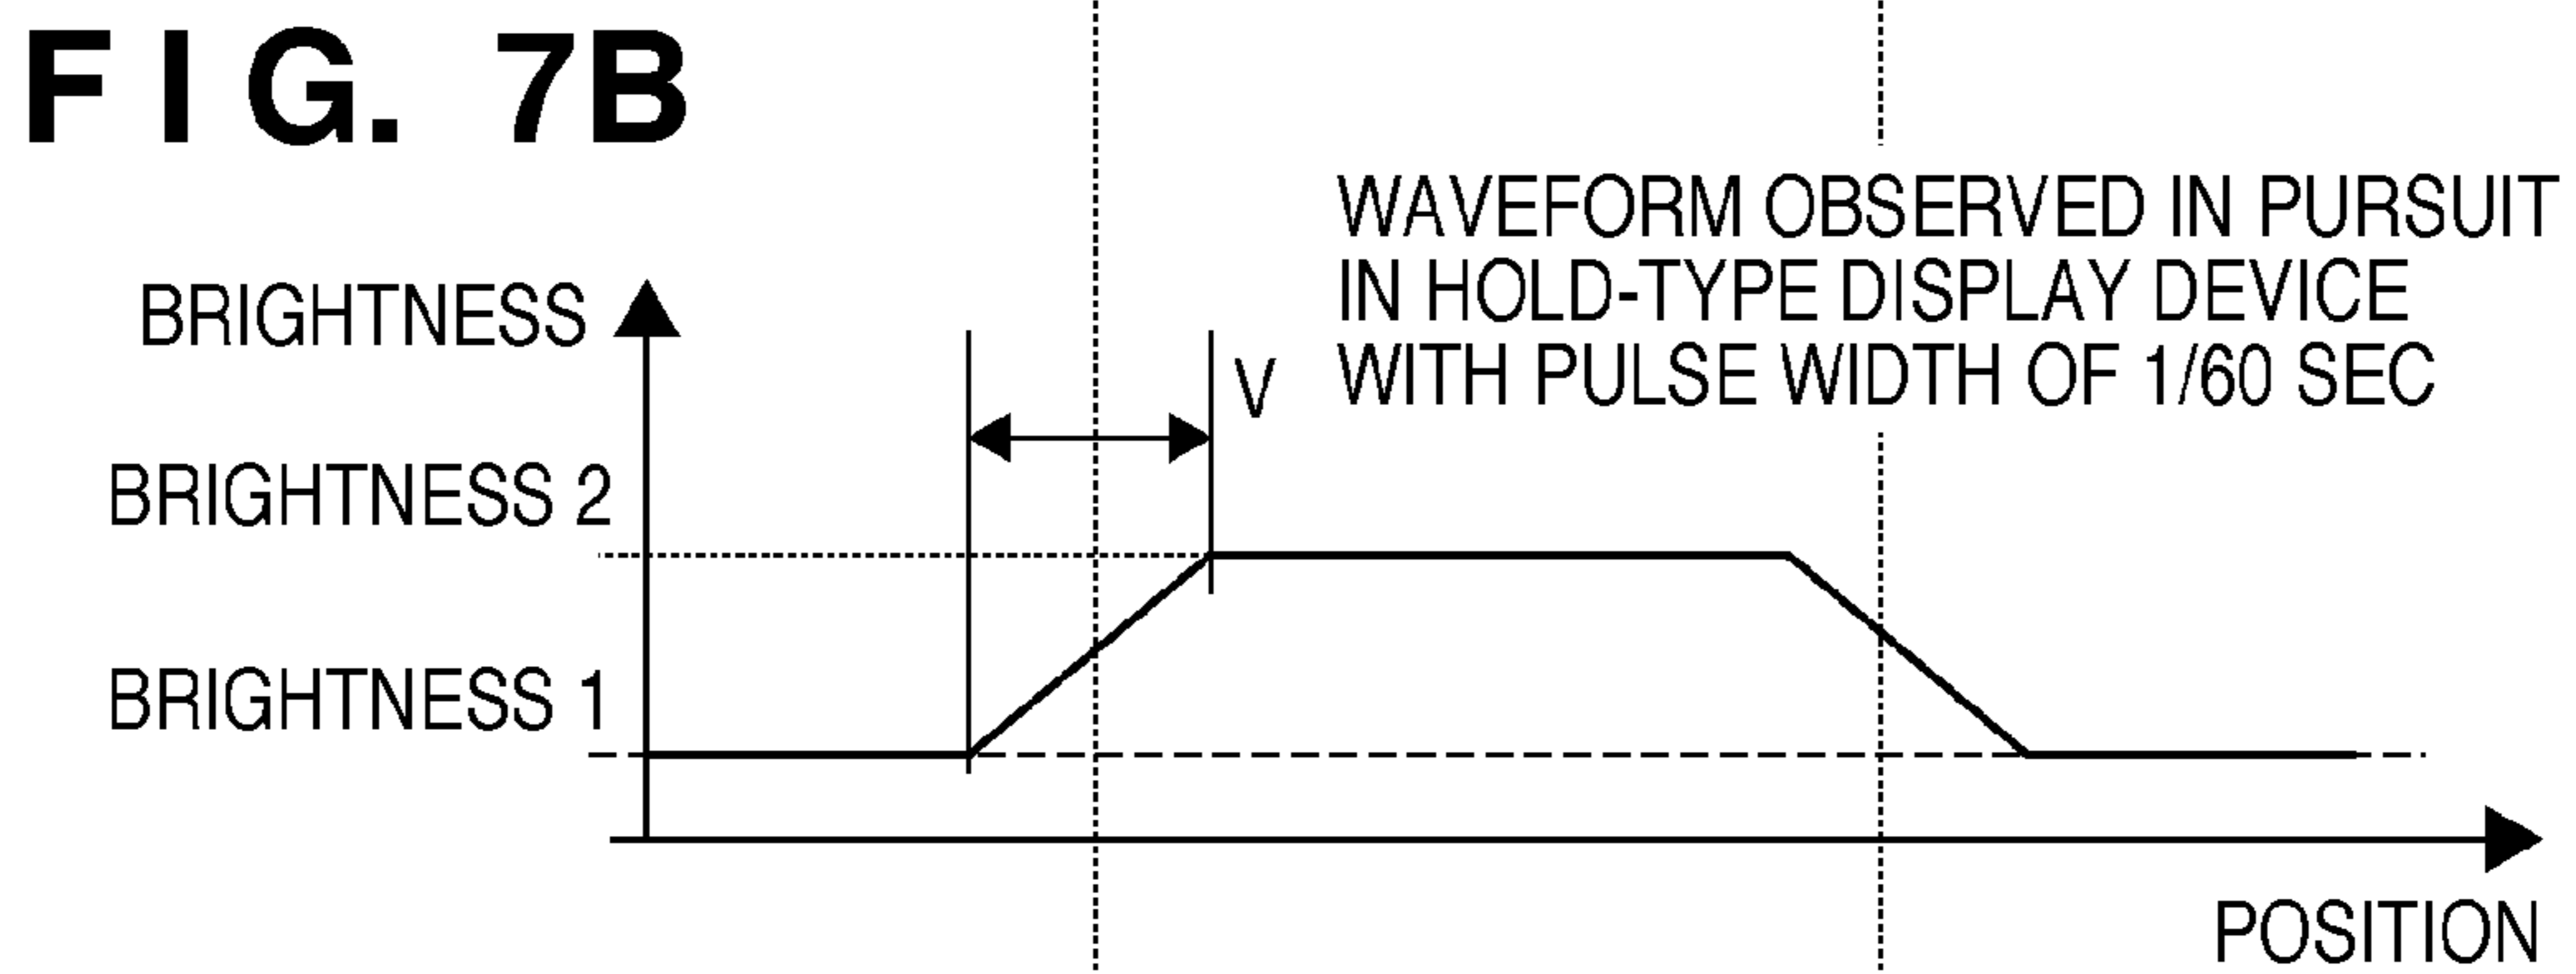 FIG. 7B
WAVEFORM OBSERVED IN PURSUIT
IN HOLD-TYPE DISPLAY DEVICE
WITH PULSE WIDTH OF 1/60 SEC
BRIGHTNESS
V
BRIGHTNESS 2
BRIGHTNESS 1
POSITION